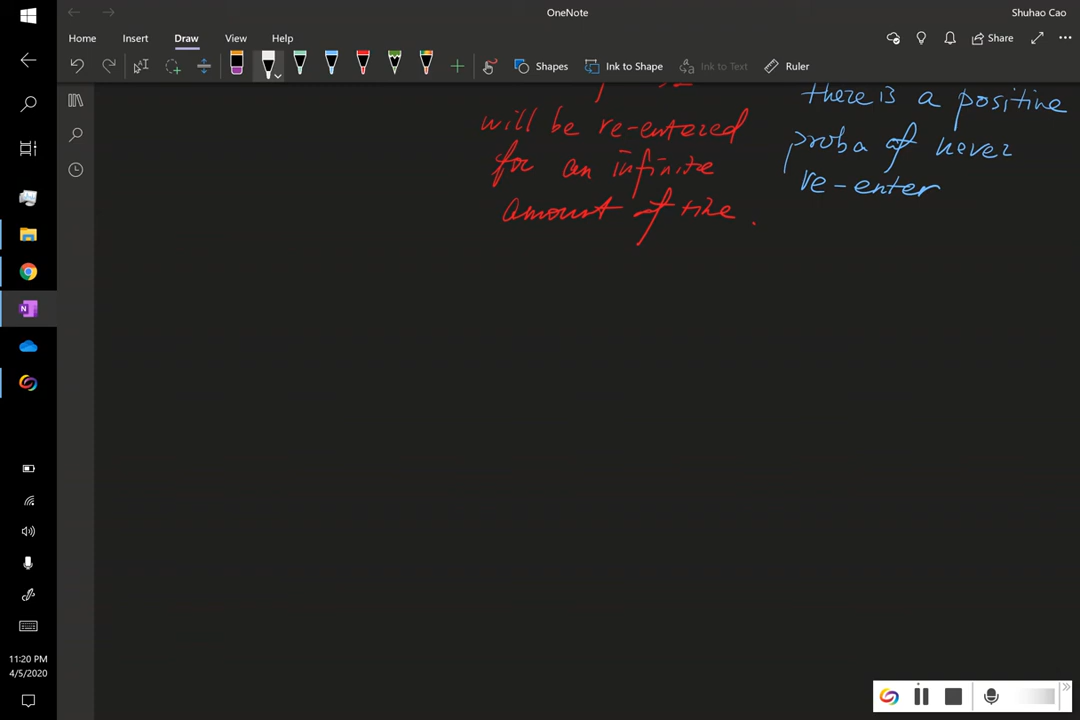 OneNote
Shuhao Cao
Home Insert Draw View Help
Share
Shapes Ink to Shape Ink to Text Ruler
will be re-entered
for an infinite
amount of time.
there is a positive
proba of never
re-enter
11:20 PM
4/5/2020